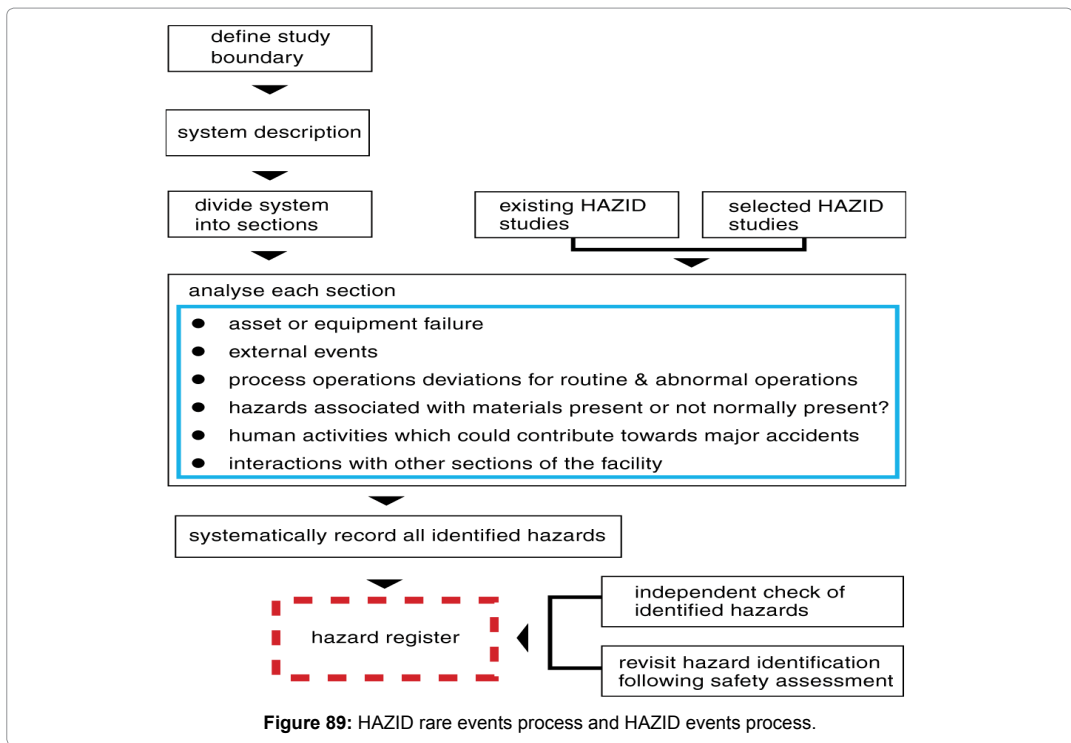 define study
boundary
system description
divide system
into sections
existing HAZID
studies
selected HAZID
studies
analyse each section
● asset or equipment failure
● external events
● process operations deviations for routine & abnormal operations
● hazards associated with materials present or not normally present?
● human activities which could contribute towards major accidents
● interactions with other sections of the facility
systematically record all identified hazards
hazard register
independent check of
identified hazards
revisit hazard identification
following safety assessment
Figure 89: HAZID rare events process and HAZID events process.